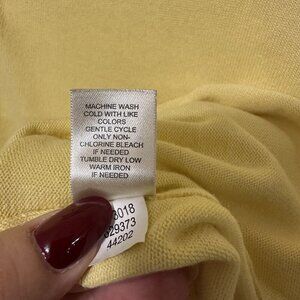 MACHINE WASH
COLD WITH LIKE
COLORS
GENTLE CYCLE
ONLY NON-
CHLORINE BLEACH
IF NEEDED
TUMBLE DRY LOW
WARM IRON
IF NEEDED
44202